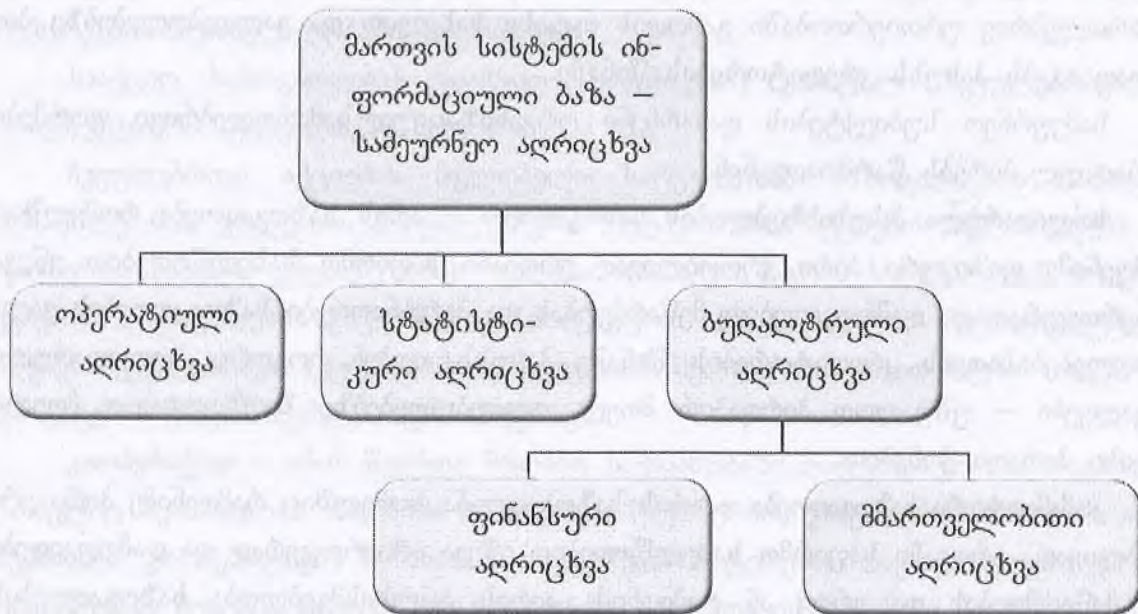 მართვის სისტემის ინ-
ფორმაციული ბაზა —
სამეურნეო აღრიცხვა
ოპერატიული
აღრიცხვა
სტატისტი-
კური აღრიცხვა
ბუღალტრული
აღრიცხვა
ფინანსური
აღრიცხვა
მმართველობითი
აღრიცხვა